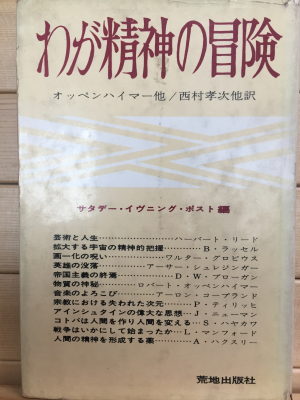 わが精神の冒険
オッペンハイマー他/西村孝次他訳
サタデー・イヴニング・ポスト編
芸術と人生………………ハーバート・リード
拡大する宇宙の精神的把握………B・ラッセル
画一化の呪い…………ウォルター・グロピウス
英雄の没落………アーサー・シュレジンガー
帝国主義の終焉…………D・W・ブローガン
物質の神秘……ロバート・オッペンハイマー
音楽のよろこび………アーロン・コープランド
宗教における失われた次元……P・ティリッヒ
アインシュタインの偉大な思想…J・ニューマン
コトバは人間を作り人間を変える…S・ハヤカワ
戦争はいかにして始まったか…L・マンフォード
人間の精神を形成する薬………A・ハクスリー
荒地出版社